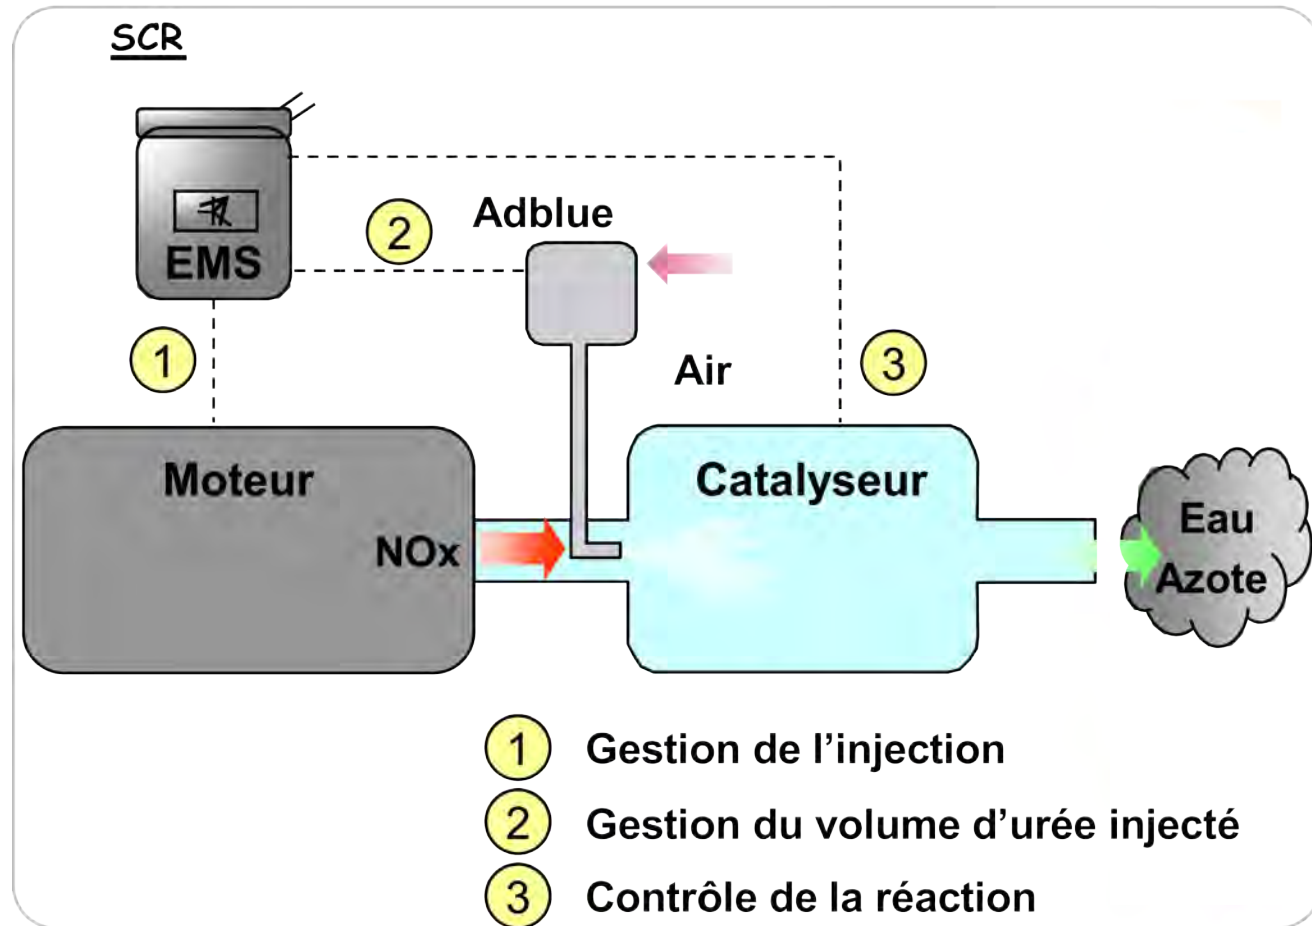 SCR
EMS
2
Adblue
1
Air
3
Moteur
Catalyseur
NOx
Eau
Azote
1 Gestion de l’injection
2 Gestion du volume d’urée injecté
3 Contrôle de la réaction